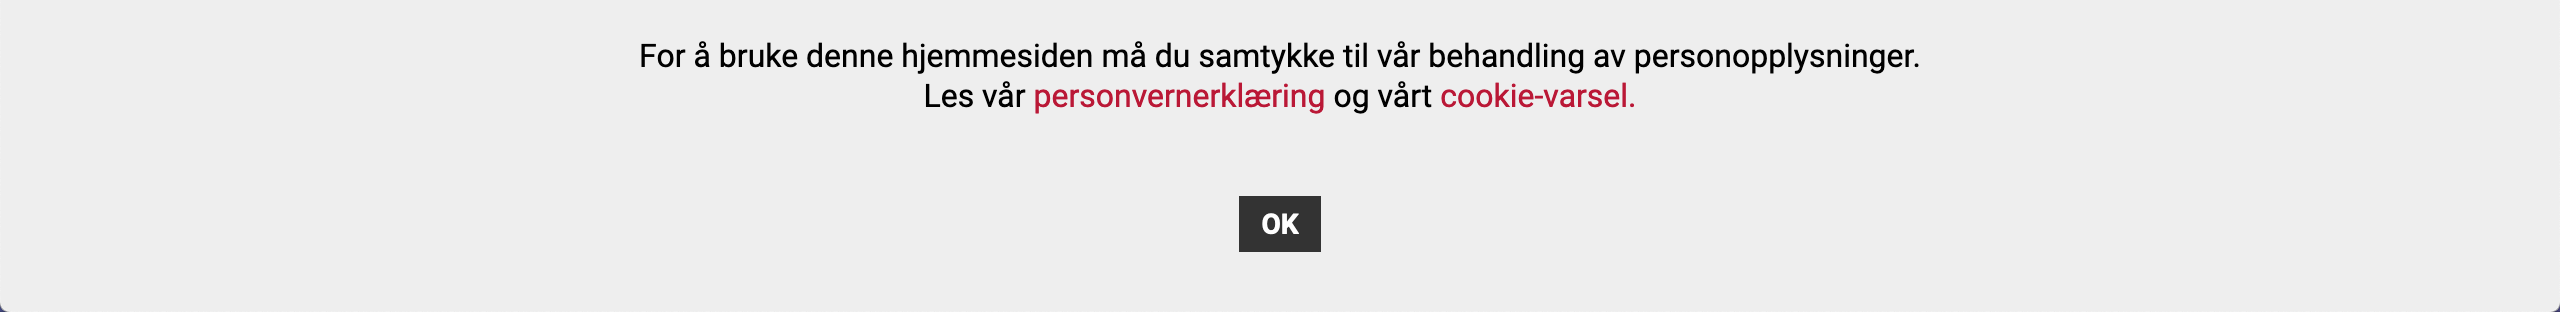 For å bruke denne hjemmesiden må du samtykke til vår behandling av personopplysninger.
Les vår personvernerklæring og vårt cookie-varsel.
OK